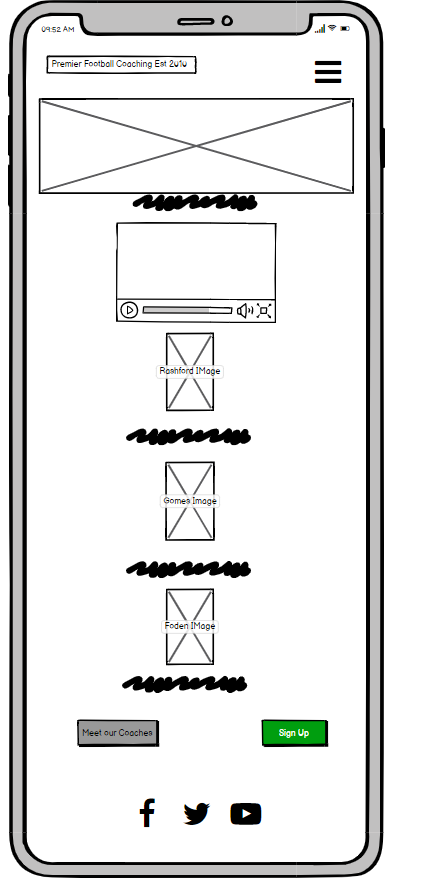 09:52 AM
Premier Football Coaching Est 2010
Rashford IMage
Gomes Image
Foden IMage
Meet our Coaches
Sign Up